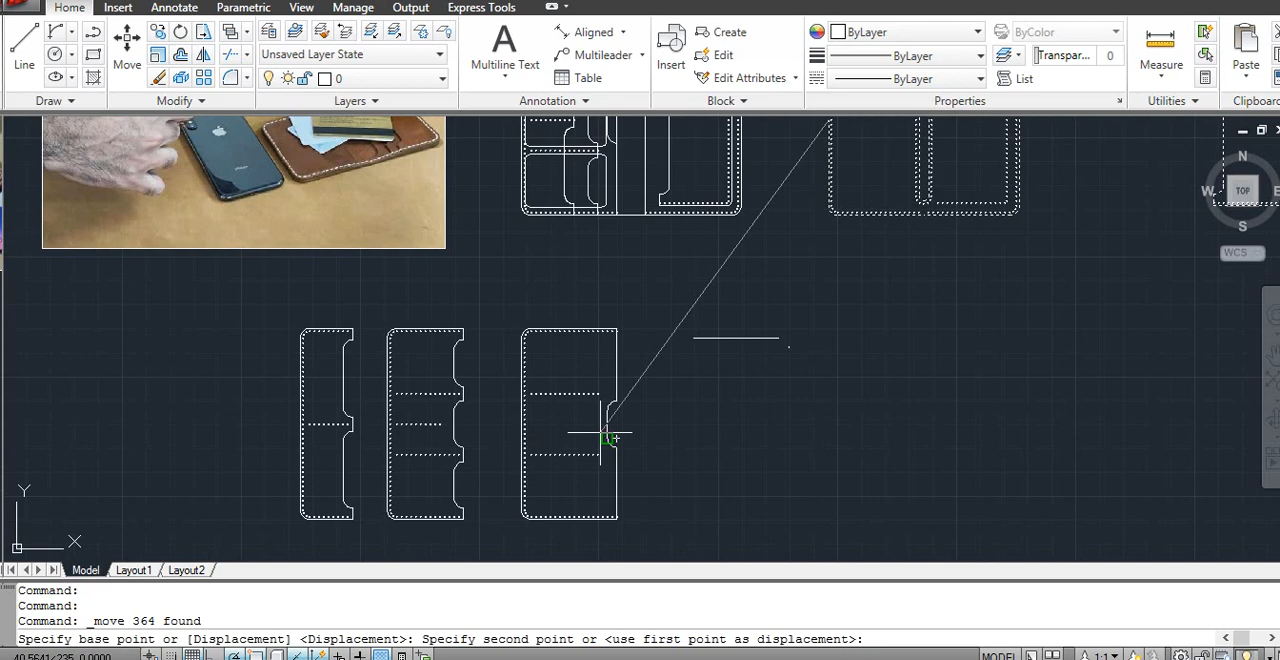 Home Insert Annotate Parametric View Manage Output Express Tools
Line
Move
Unsaved Layer State
0
Multiline Text
Aligned
Multileader
Table
Insert
Create
Edit
Edit Attributes
ByLayer
ByLayer
ByLayer
ByColor
Transpar... 0
List
Measure
Paste
Draw Modify Layers Annotation Block Properties Utilities Clipboard
N
W TOP E
S
WCS
Y
X
Model Layout1 Layout2
Command:
Command:
Command: _move 364 found
Specify base point or [Displacement] <Displacement>: Specify second point or <use first point as displacement>:
MODEL 1:1